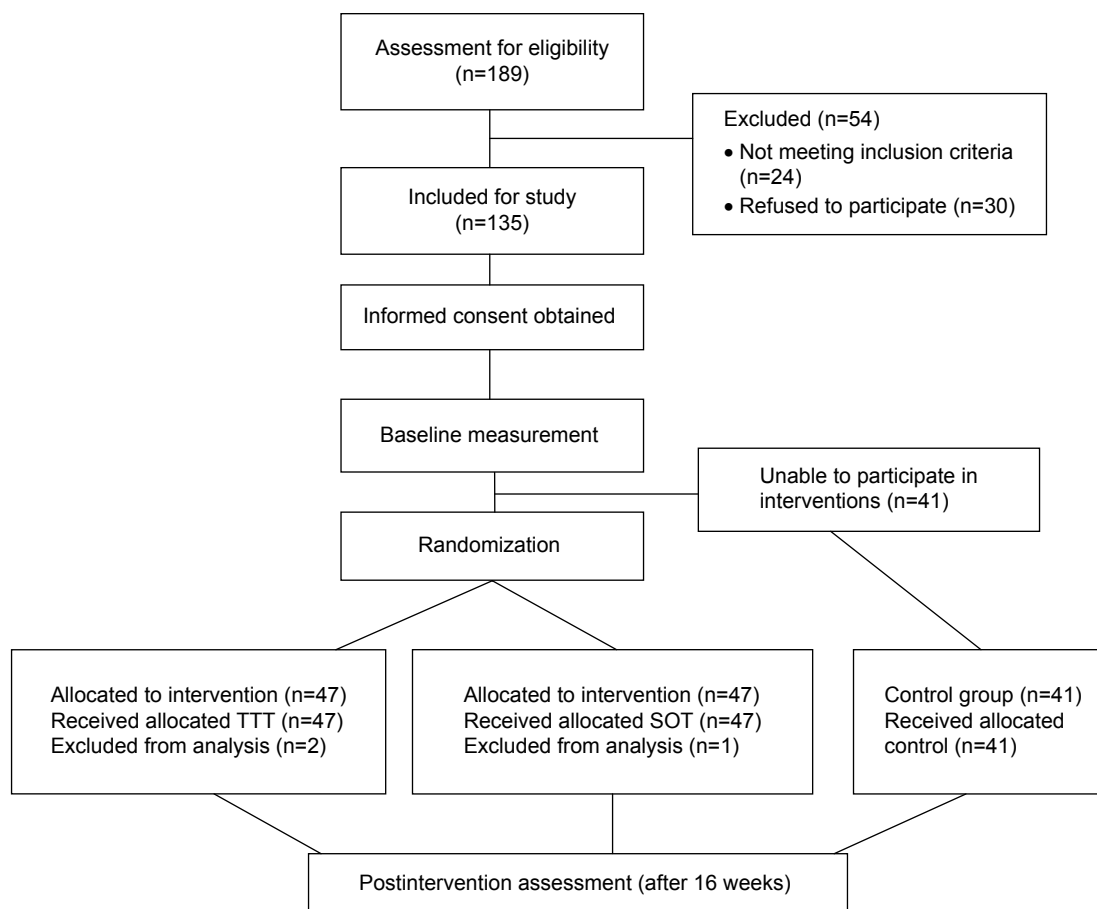 Assessment for eligibility
(n=189)
Excluded (n=54)
• Not meeting inclusion criteria
(n=24)
• Refused to participate (n=30)
Included for study
(n=135)
Informed consent obtained
Baseline measurement
Unable to participate in
interventions (n=41)
Randomization
Allocated to intervention (n=47)
Received allocated TTT (n=47)
Excluded from analysis (n=2)
Allocated to intervention (n=47)
Received allocated SOT (n=47)
Excluded from analysis (n=1)
Control group (n=41)
Received allocated
control (n=41)
Postintervention assessment (after 16 weeks)